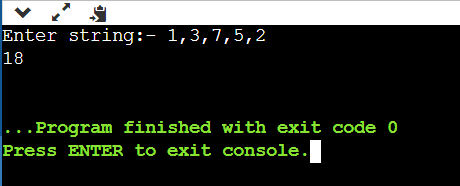 Enter string:- 1,3,7,5,2
18
...Program finished with exit code 0
Press ENTER to exit console.